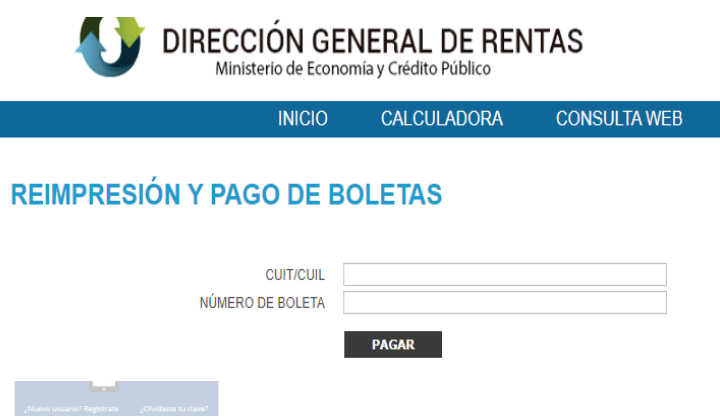 DIRECCIÓN GENERAL DE RENTAS
Ministerio de Economía y Crédito Público
INICIO CALCULADORA CONSULTA WEB
REIMPRESIÓN Y PAGO DE BOLETAS
CUIT/CUIL
NÚMERO DE BOLETA
PAGAR
¿Nuevo usuario? Registrate ¿Olvidaste tu clave?